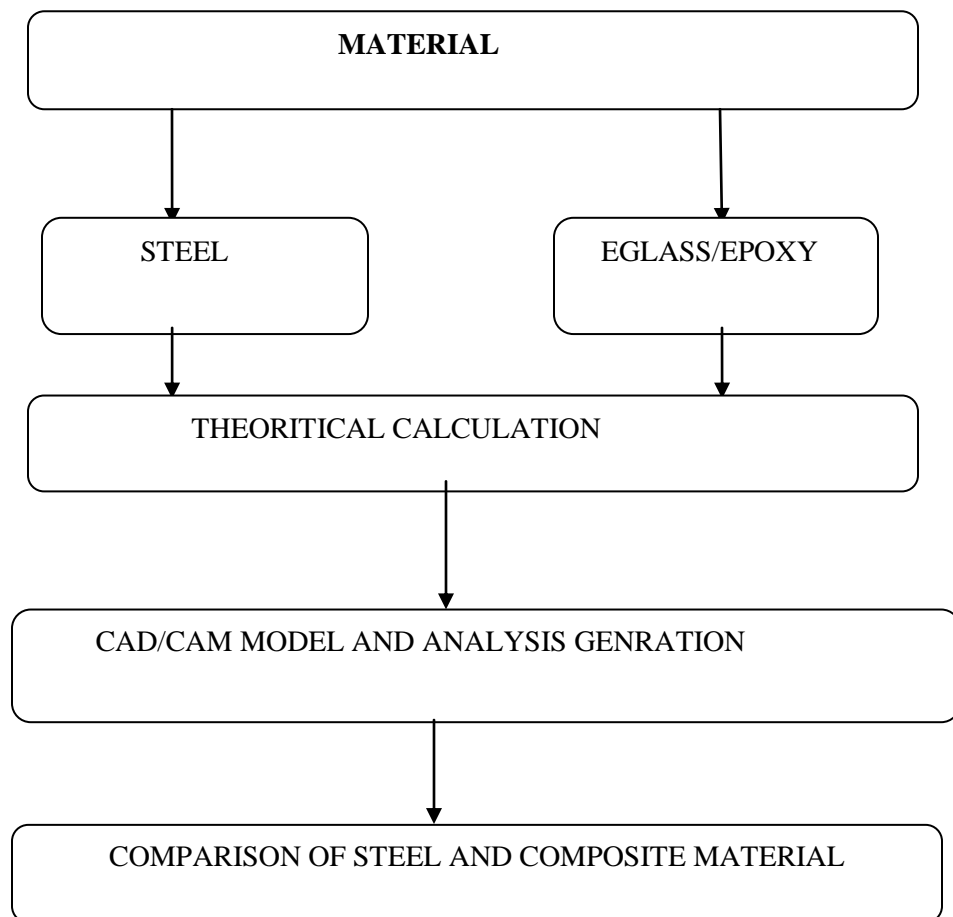 MATERIAL
STEEL
EGLASS/EPOXY
THEORITICAL CALCULATION
CAD/CAM MODEL AND ANALYSIS GENRATION
COMPARISON OF STEEL AND COMPOSITE MATERIAL